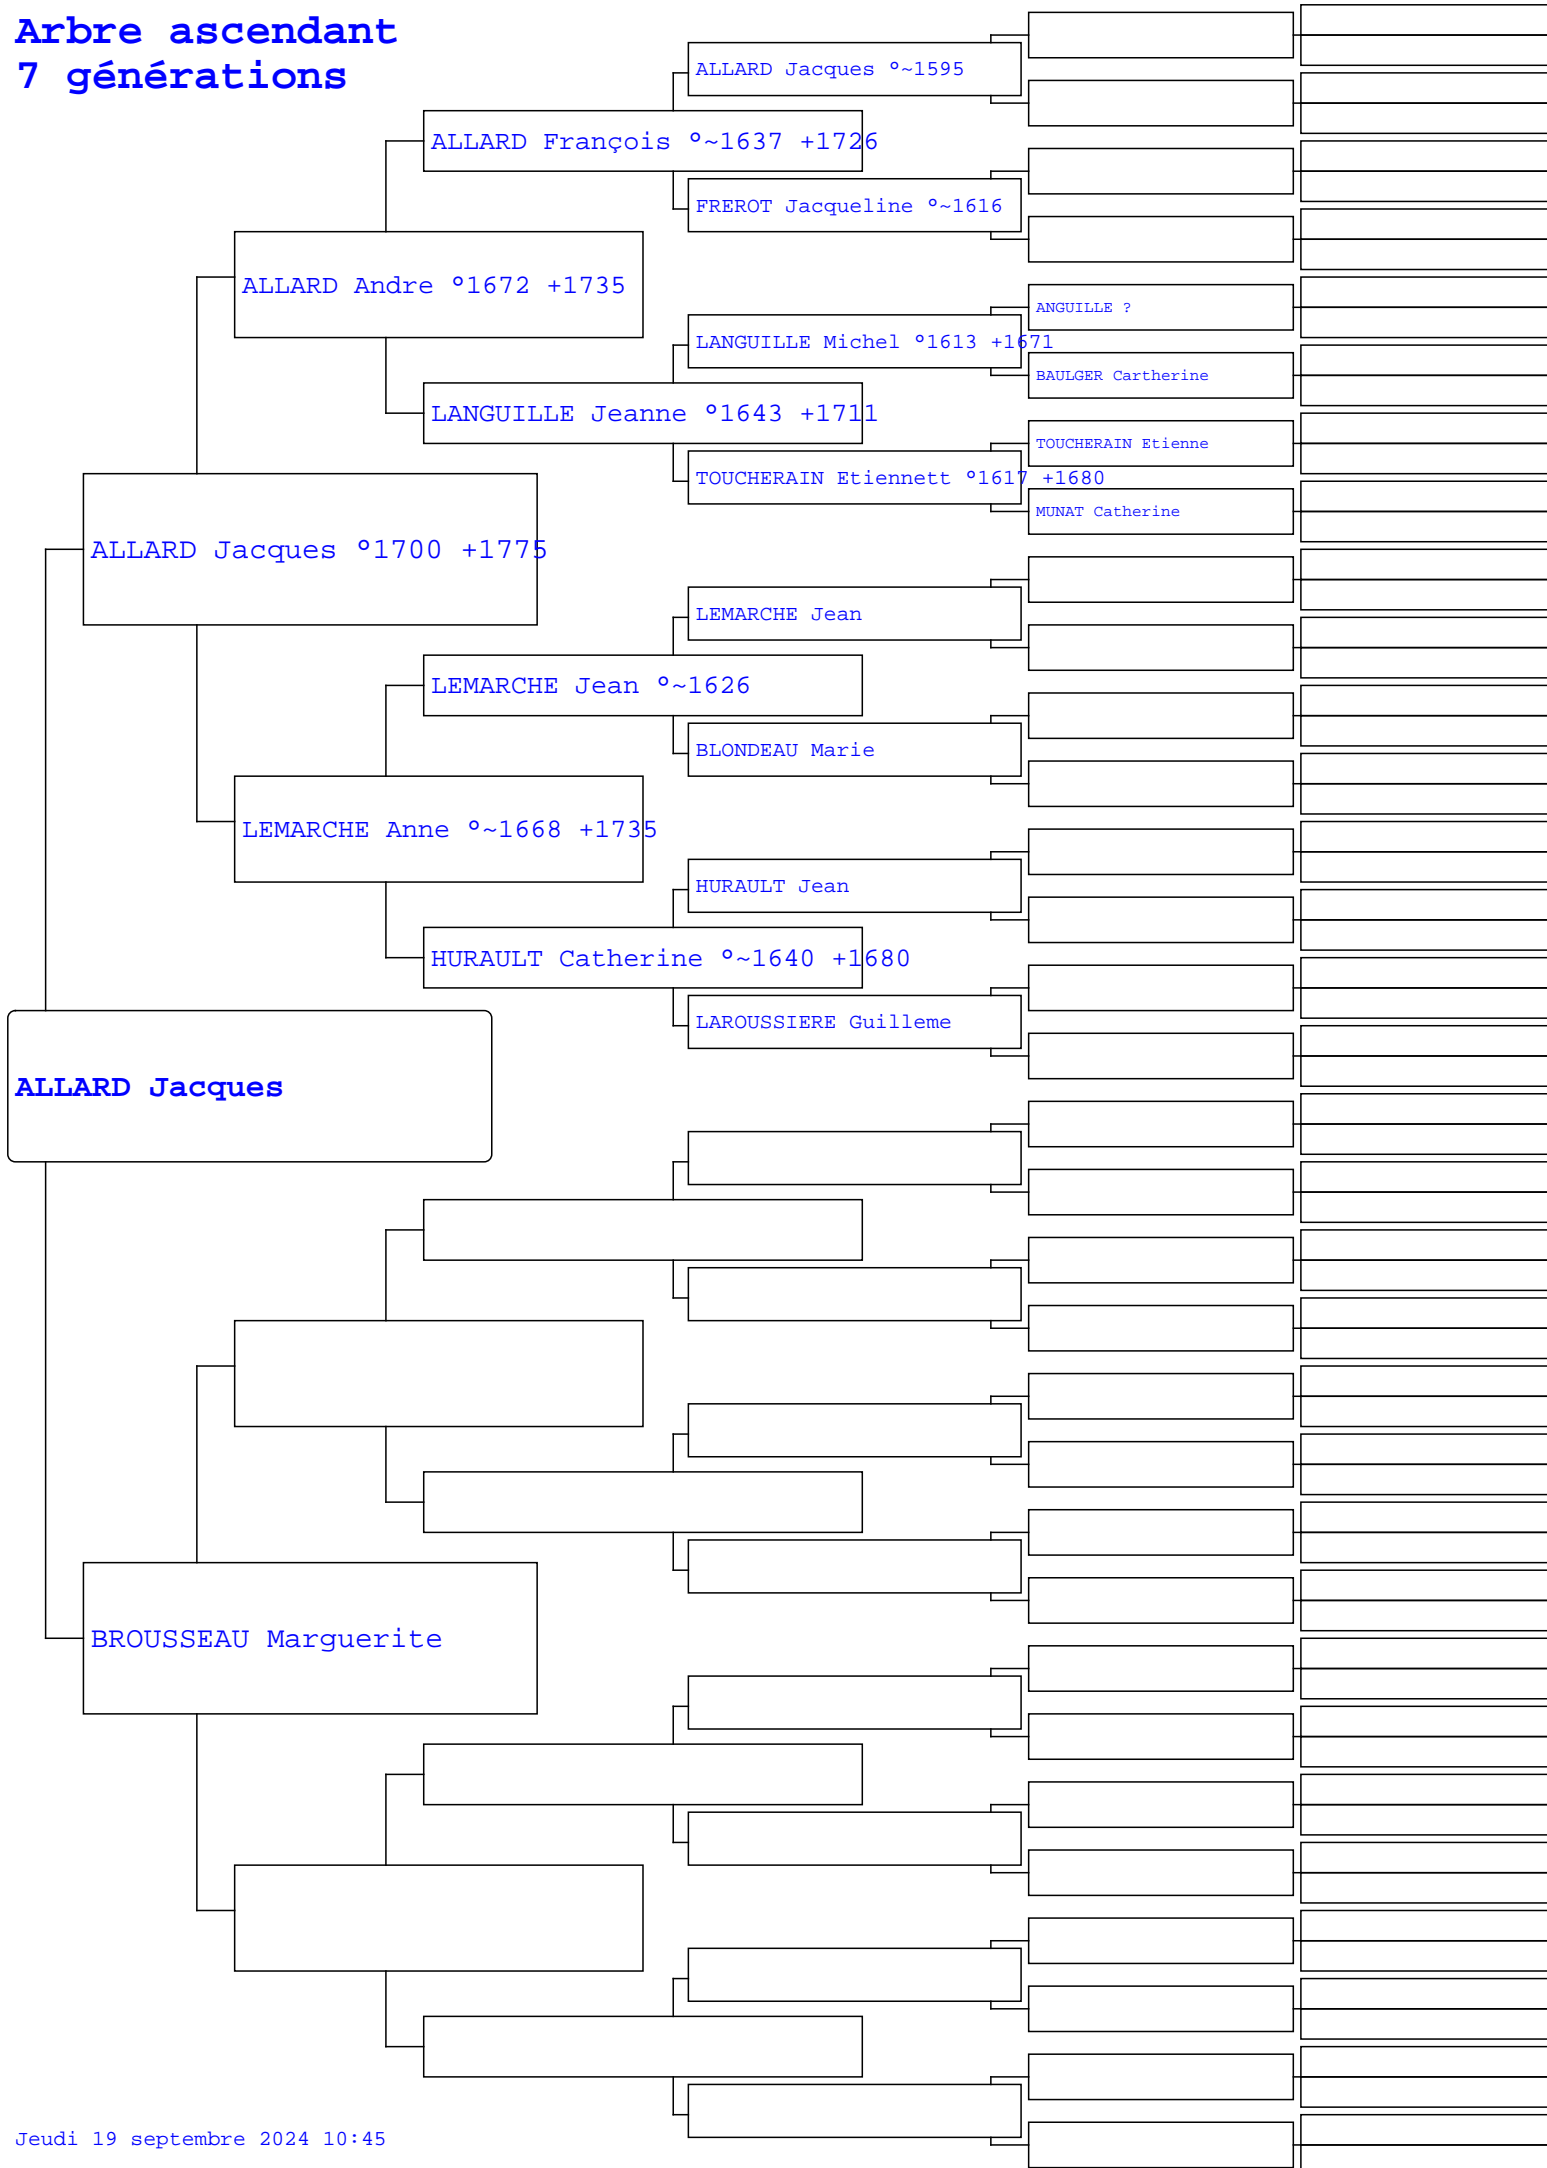 Arbre ascendant
7 générations
ALLARD Jacques °~1595
ALLARD François °~1637 +1726
FREROT Jacqueline °~1616
ALLARD Andre °1672 +1735
ANGUILLE ?
LANGUILLE Michel °1613 +1671
BAULGER Cartherine
LANGUILLE Jeanne °1643 +1711
TOUCHERAIN Etienne
TOUCHERAIN Etiennett °1617 +1680
MUNAT Catherine
ALLARD Jacques °1700 +1775
LEMARCHE Jean
LEMARCHE Jean °~1626
BLONDEAU Marie
LEMARCHE Anne °~1668 +1735
HURAULT Jean
HURAULT Catherine °~1640 +1680
LAROUSSIERE Guilleme
ALLARD Jacques
BROUSSEAU Marguerite
Jeudi 19 septembre 2024 10:45